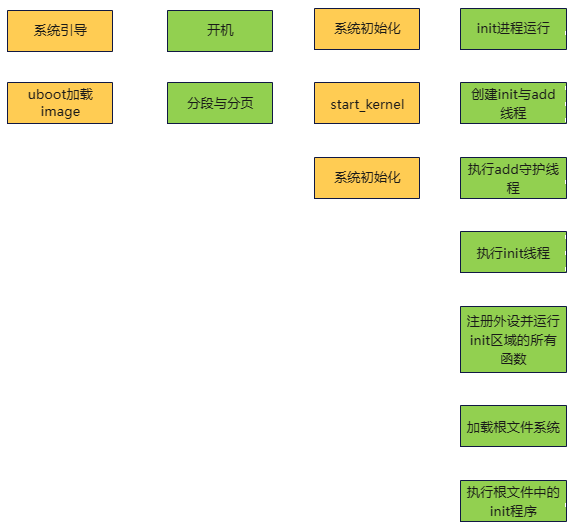 系统引导
开机
系统初始化
init进程运行
uboot加载
image
分段与分页
start_kernel
创建init与add
线程
系统初始化
执行add守护线
程
执行init线程
注册外设并运行
init区域的所有
函数
加载根文件系统
执行根文件中的
init程序